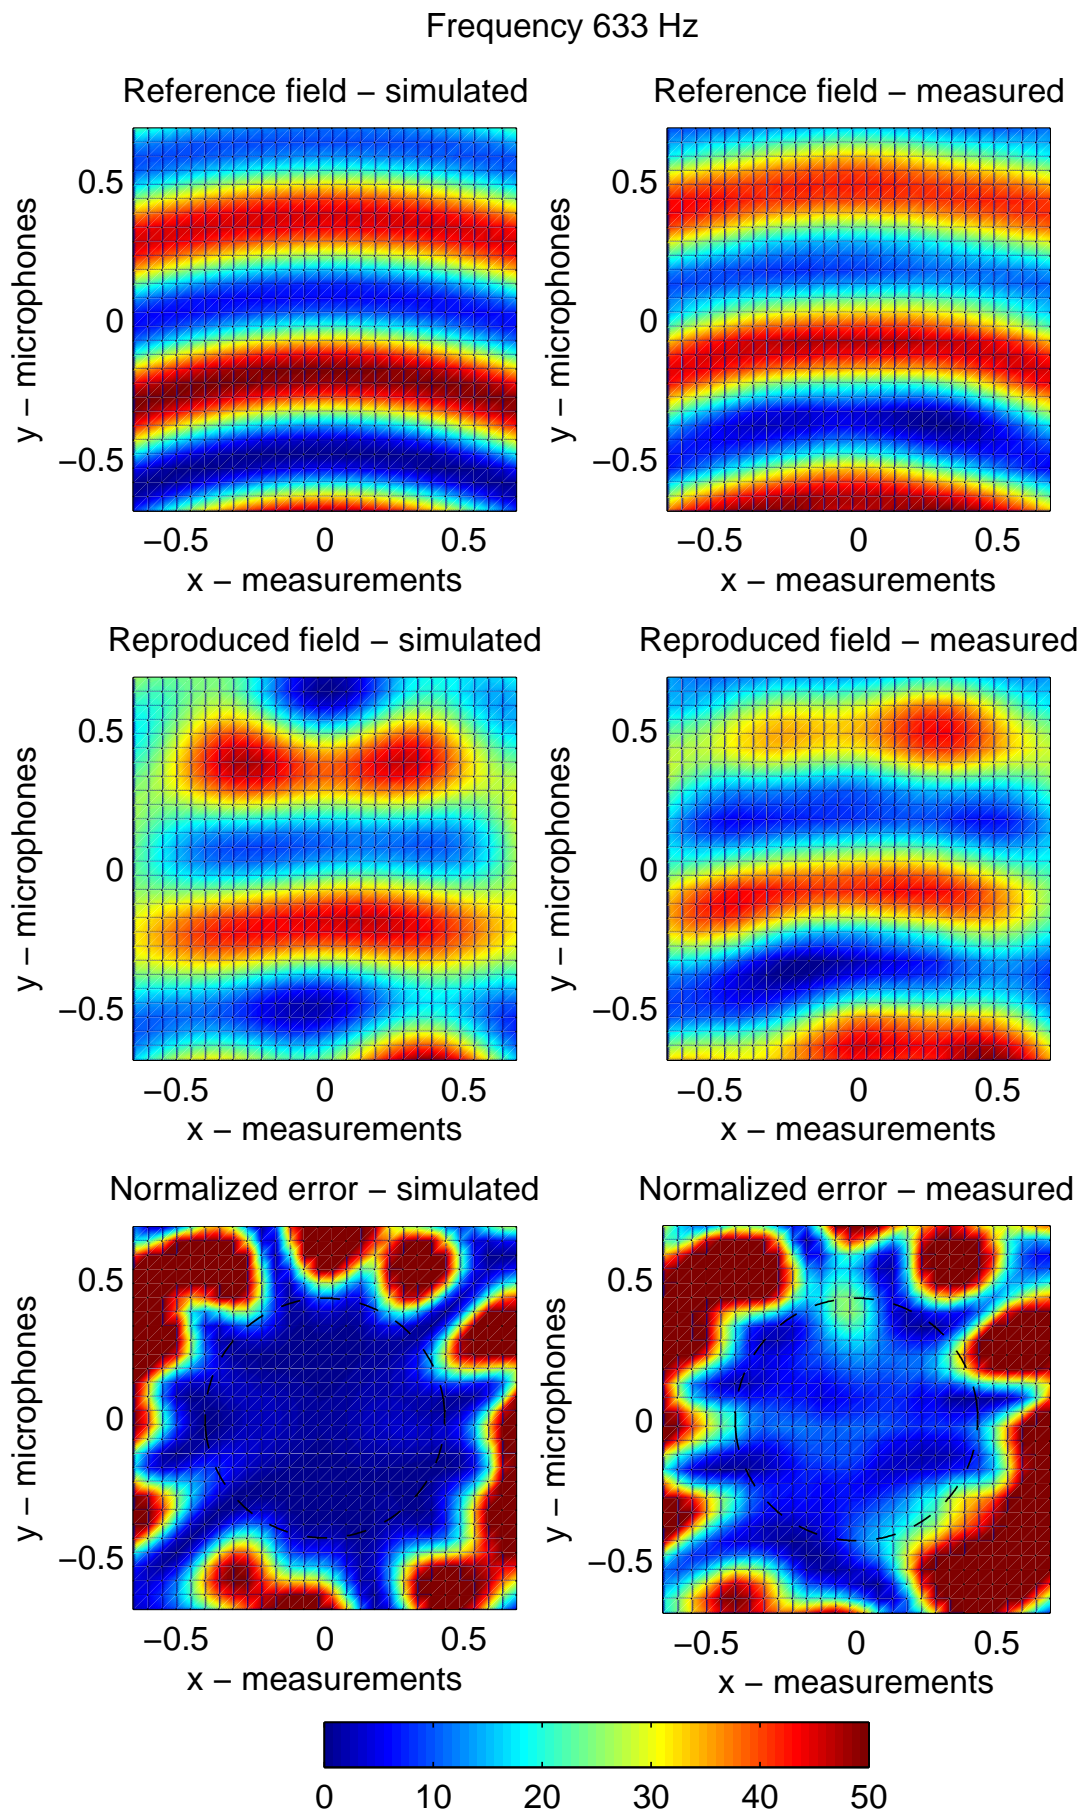 Frequency 633 Hz
Reference field – simulated
Reference field – measured
0.5
0
−0.5
y – microphones
−0.5 0 0.5
x – measurements
0.5
0
−0.5
y – microphones
−0.5 0 0.5
x – measurements
Reproduced field – simulated
Reproduced field – measured
0.5
0
−0.5
y – microphones
−0.5 0 0.5
x – measurements
0.5
0
−0.5
y – microphones
−0.5 0 0.5
x – measurements
Normalized error – simulated
Normalized error – measured
0.5
0
−0.5
y – microphones
−0.5 0 0.5
x – measurements
0.5
0
−0.5
y – microphones
−0.5 0 0.5
x – measurements
0 10 20 30 40 50